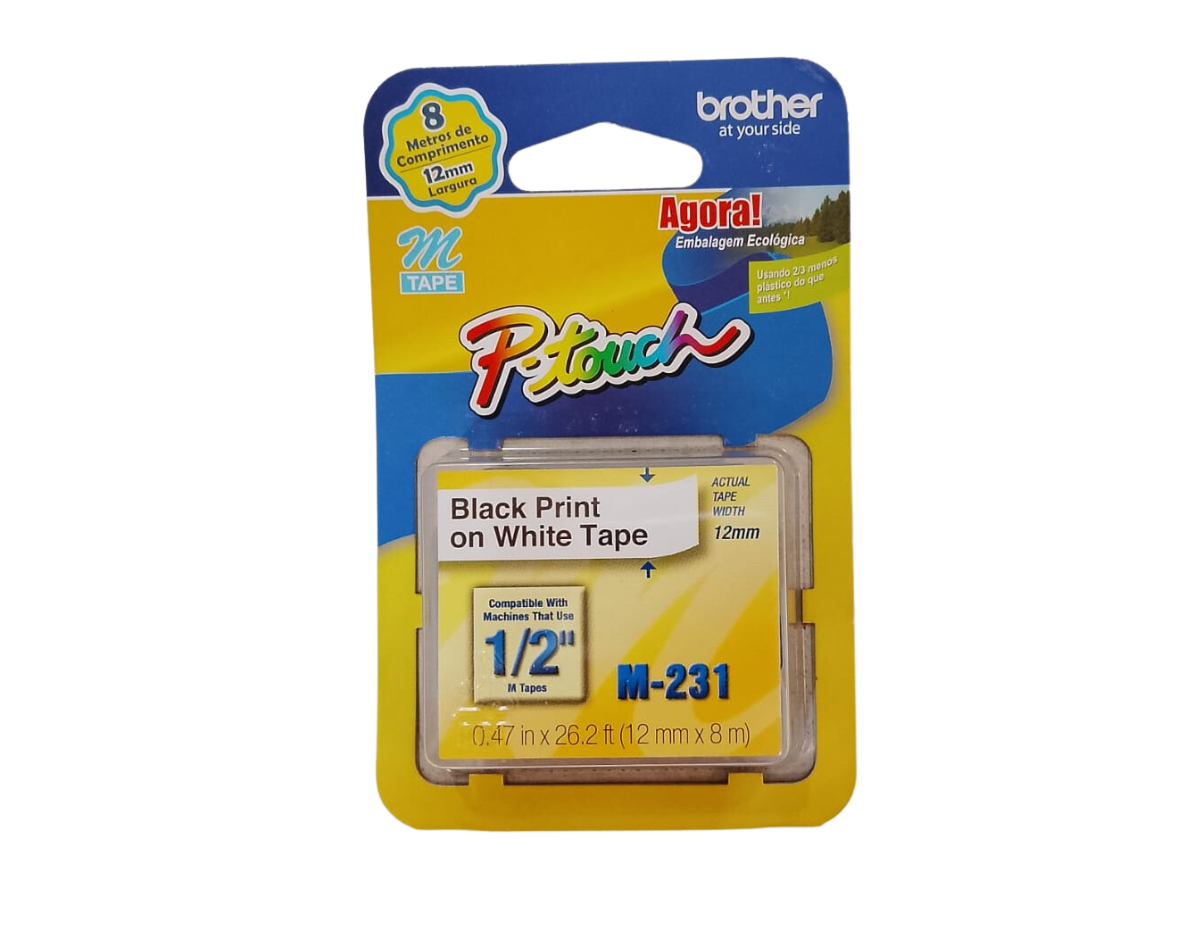 8
Metros de
Comprimento
12mm
Largura
brother
at your side
M
TAPE
Agora!
Embalagem Ecológica
Usando 2/3 menos
plástico do que
antes *!
P-touch
Black Print
on White Tape
ACTUAL
TAPE
WIDTH
12mm
Compatible With
Machines That Use
1/2"
M Tapes
M-231
0.47 in x 26.2 ft (12 mm x 8 m)